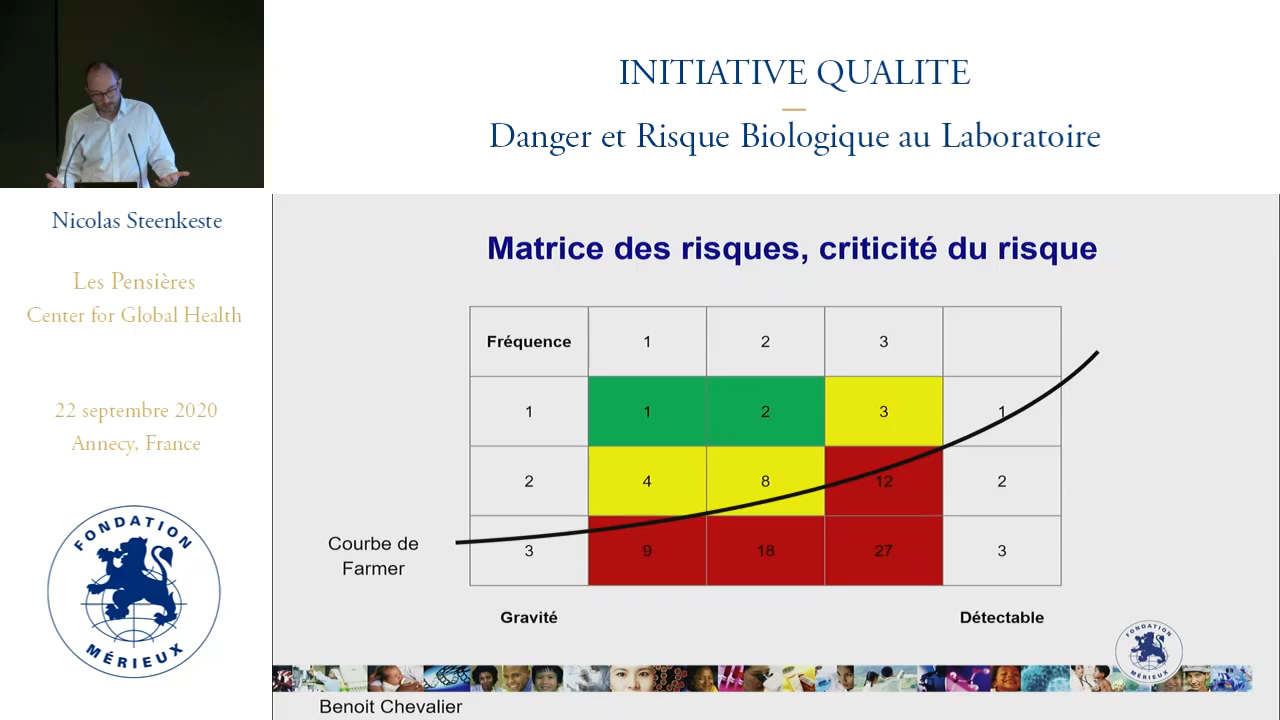 INITIATIVE QUALITE
Danger et Risque Biologique au Laboratoire
Nicolas Steenkeste
Les Pensières
Center for Global Health
22 septembre 2020
Annecy, France
FONDATION
MÉRIEUX
Matrice des risques, criticité du risque
Fréquence 1 2 3
1 1 2 3 1
2 4 8 12 2
3 9 18 27 3
Courbe de
Farmer
Gravité Détectable
FONDATION
MÉRIEUX
Benoit Chevalier